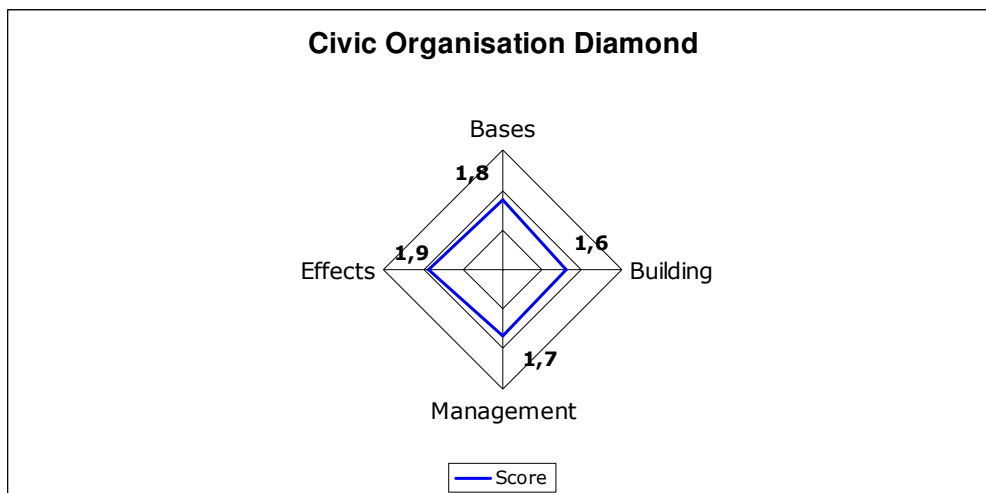 Civic Organisation Diamond
Bases
1,8
1,6
1,9
Effects
Building
1,7
Management
Score